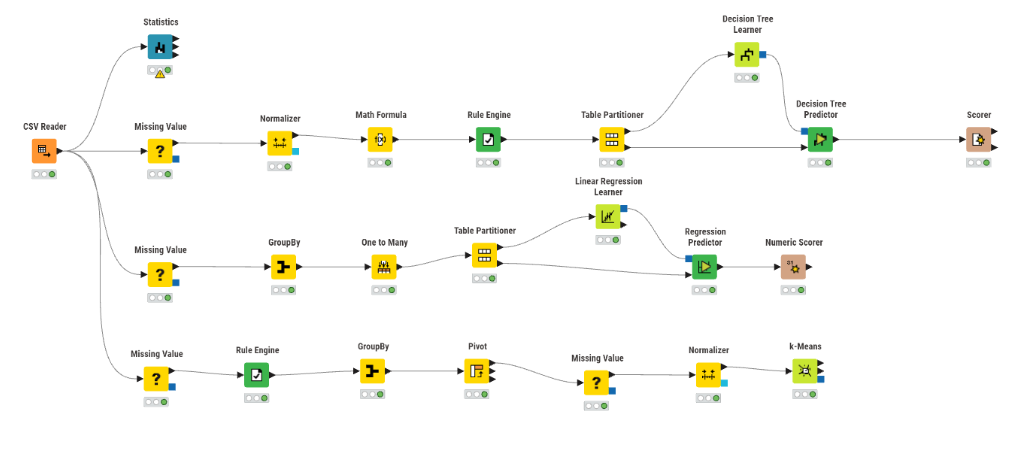 Statistics
Decision Tree
Learner
CSV Reader
Missing Value
Normalizer
Math Formula
Rule Engine
Table Partitioner
Decision Tree
Predictor
Scorer
Linear Regression
Learner
Missing Value
GroupBy
One to Many
Table Partitioner
Regression
Predictor
Numeric Scorer
Missing Value
Rule Engine
GroupBy
Pivot
Missing Value
Normalizer
k-Means